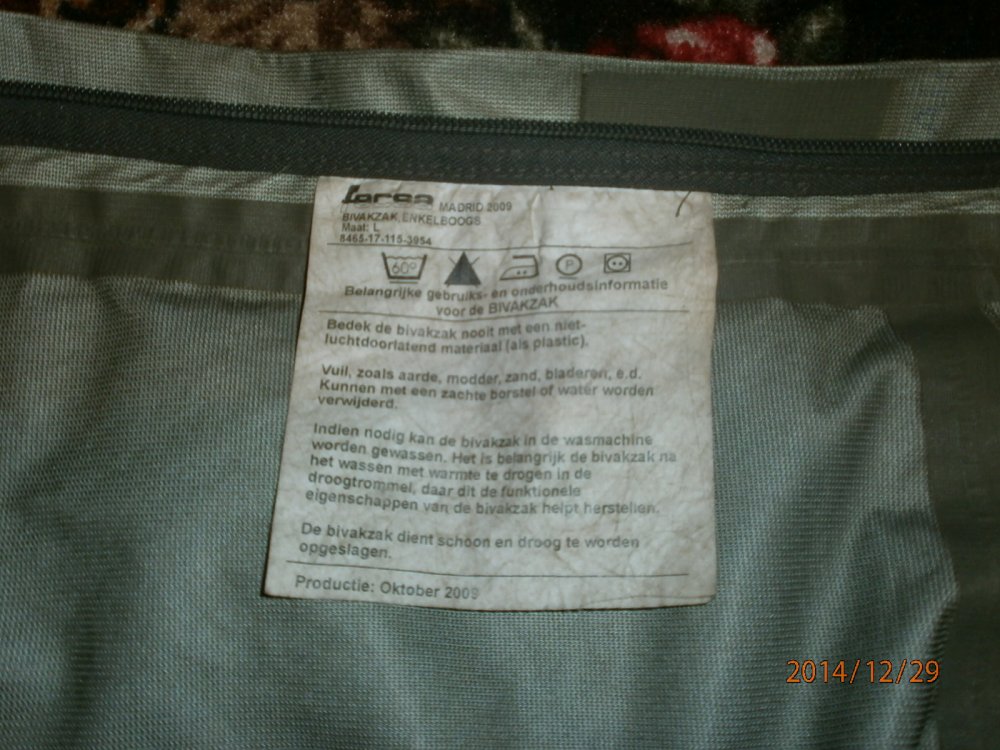 Lorca MADRID 2009
BIVAKZAK, ENKELBOOGS
Maat: L
8465-17-115-3954
60°
P
Belangrijke gebruiks- en onderhoudsinformatie
voor de BIVAKZAK
Bedek de bivakzak nooit met een niet-
luchtdoorlatend materiaal (als plastic).
Vuil, zoals aarde, modder, zand, bladeren, e.d.
Kunnen met een zachte borstel of water worden
verwijderd.
Indien nodig kan de bivakzak in de wasmachine
worden gewassen. Het is belangrijk de bivakzak na
het wassen met warmte te drogen in de
droogtrommel, daar dit de funktionele
eigenschappen van de bivakzak helpt herstellen.
De bivakzak dient schoon en droog te worden
opgeslagen.
Productie: Oktober 2009
2014/12/29